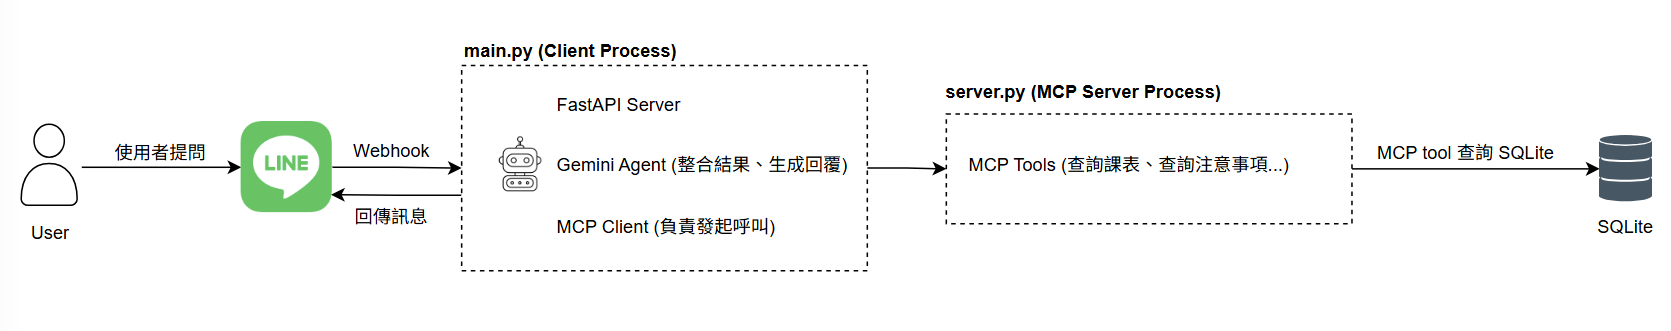 main.py (Client Process)
server.py (MCP Server Process)
FastAPI Server
使用者提問
LINE
Webhook
Gemini Agent (整合結果、生成回覆)
MCP Tools (查詢課表、查詢注意事項...)
MCP tool 查詢 SQLite
回傳訊息
MCP Client (負責發起呼叫)
User
SQLite